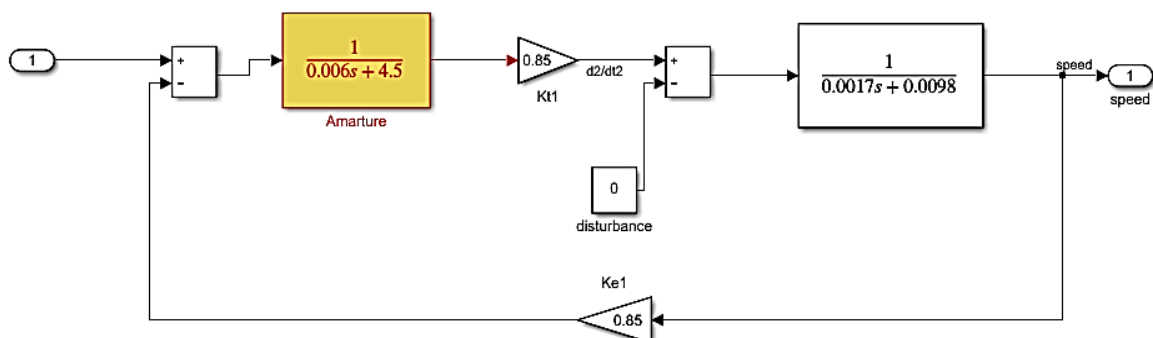 1
+
−
1
0.006s + 4.5
Amarture
0.85
Kt1
d2/dt2
+
−
1
0.0017s + 0.0098
speed
1
speed
0
disturbance
Ke1
0.85